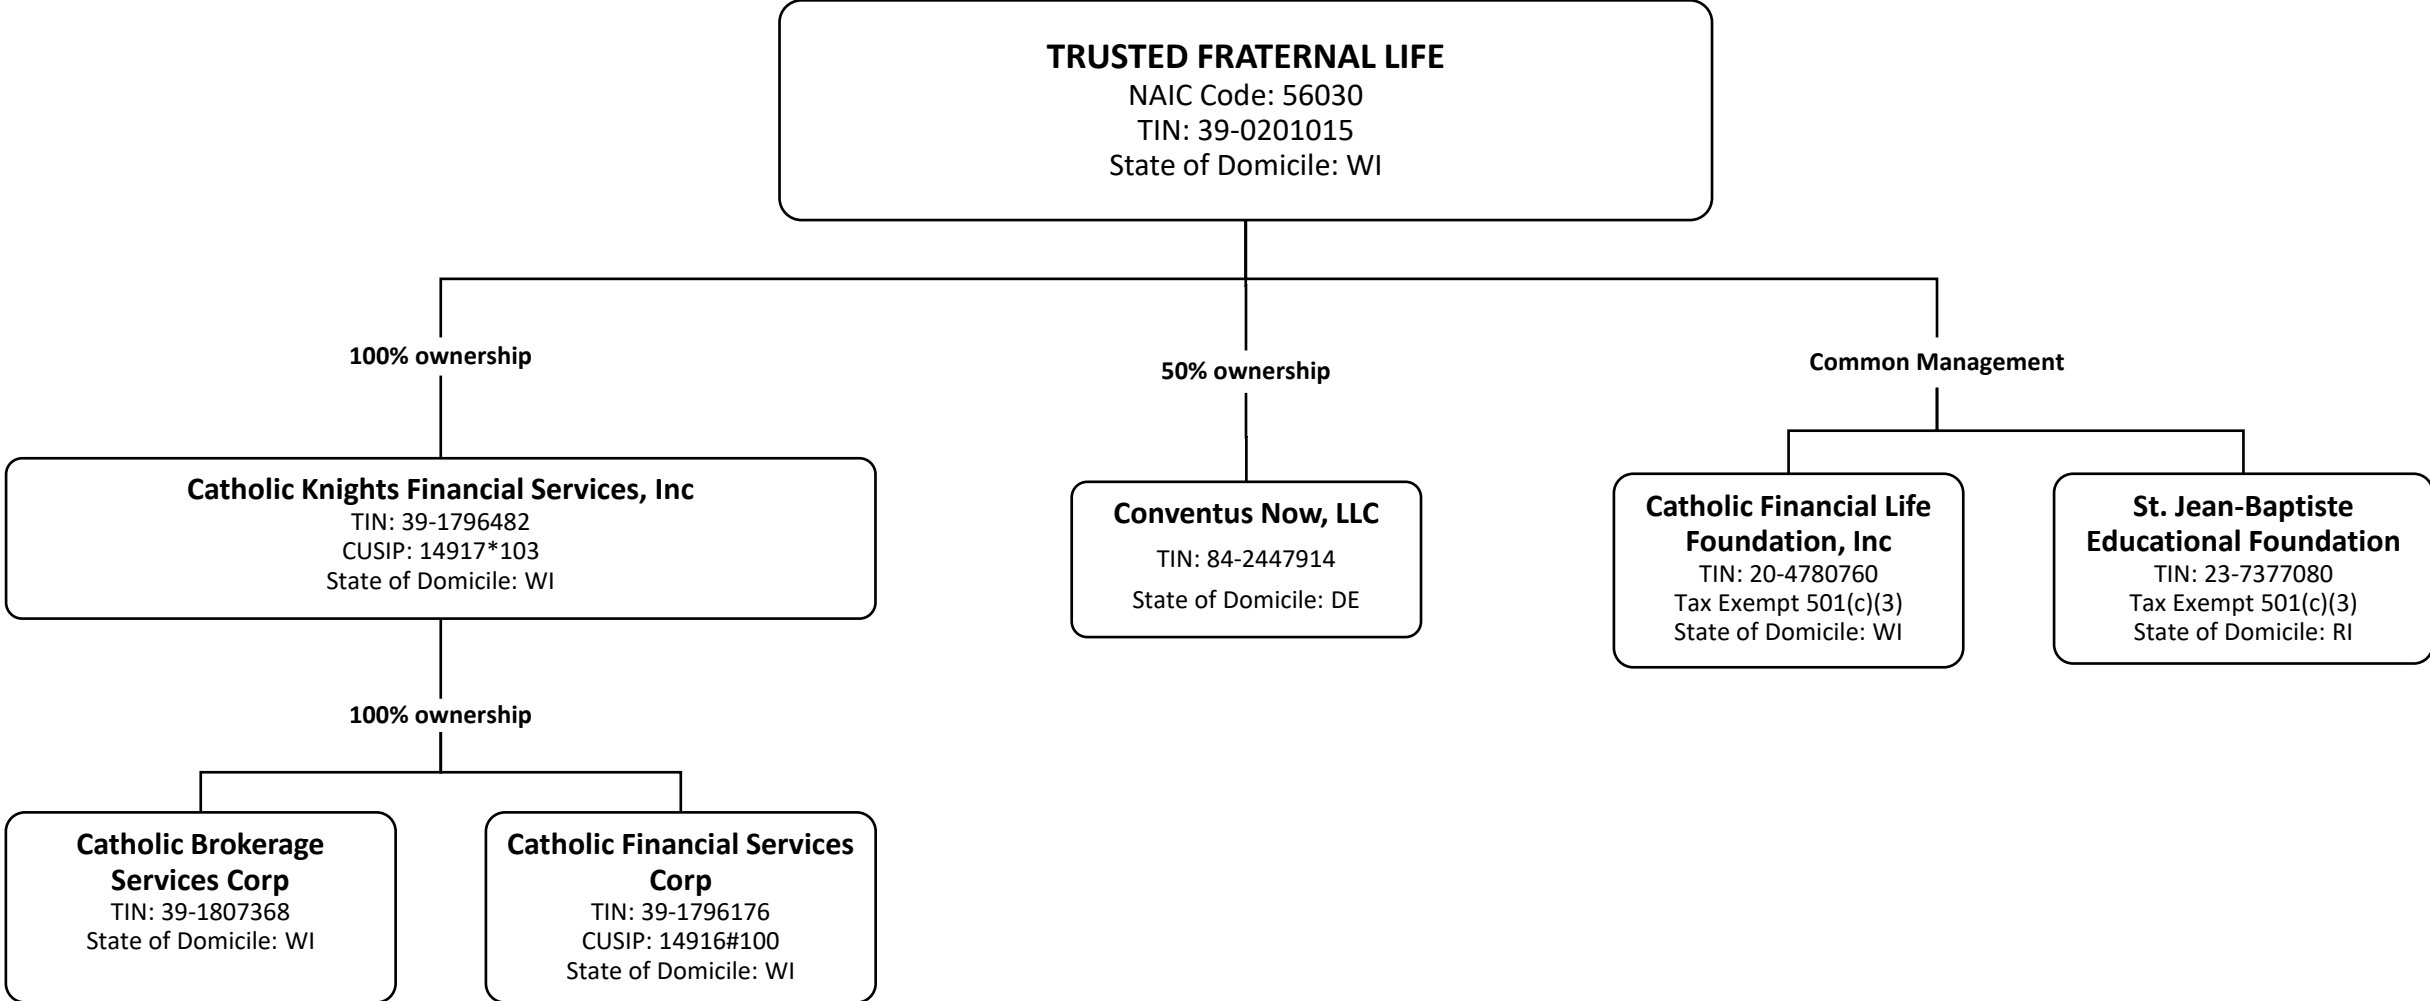 TRUSTED FRATERNAL LIFE
NAIC Code: 56030
TIN: 39-0201015
State of Domicile: WI
100% ownership
50% ownership
Common Management
Catholic Knights Financial Services, Inc
TIN: 39-1796482
CUSIP: 14917*103
State of Domicile: WI
Conventus Now, LLC
TIN: 84-2447914
State of Domicile: DE
Catholic Financial Life
Foundation, Inc
TIN: 20-4780760
Tax Exempt 501(c)(3)
State of Domicile: WI
St. Jean-Baptiste
Educational Foundation
TIN: 23-7377080
Tax Exempt 501(c)(3)
State of Domicile: RI
100% ownership
Catholic Brokerage
Services Corp
TIN: 39-1807368
State of Domicile: WI
Catholic Financial Services
Corp
TIN: 39-1796176
CUSIP: 14916#100
State of Domicile: WI